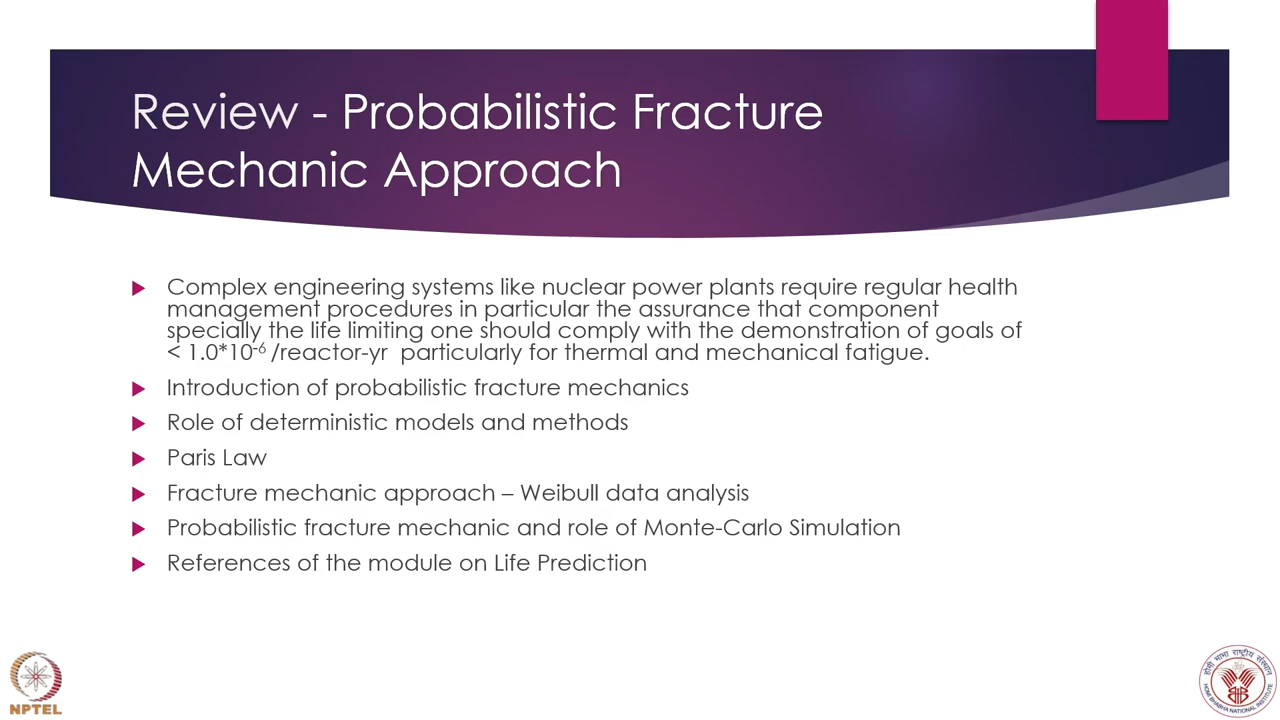 Review - Probabilistic Fracture
Mechanic Approach
Complex engineering systems like nuclear power plants require regular health
management procedures in particular the assurance that component
specially the life limiting one should comply with the demonstration of goals of
< 1.0*10⁻⁶ /reactor-yr particularly for thermal and mechanical fatigue.
Introduction of probabilistic fracture mechanics
Role of deterministic models and methods
Paris Law
Fracture mechanic approach – Weibull data analysis
Probabilistic fracture mechanic and role of Monte-Carlo Simulation
References of the module on Life Prediction
NPTEL
होमी भाभा राष्ट्रीय संस्थान
HOMI BHABHA NATIONAL INSTITUTE